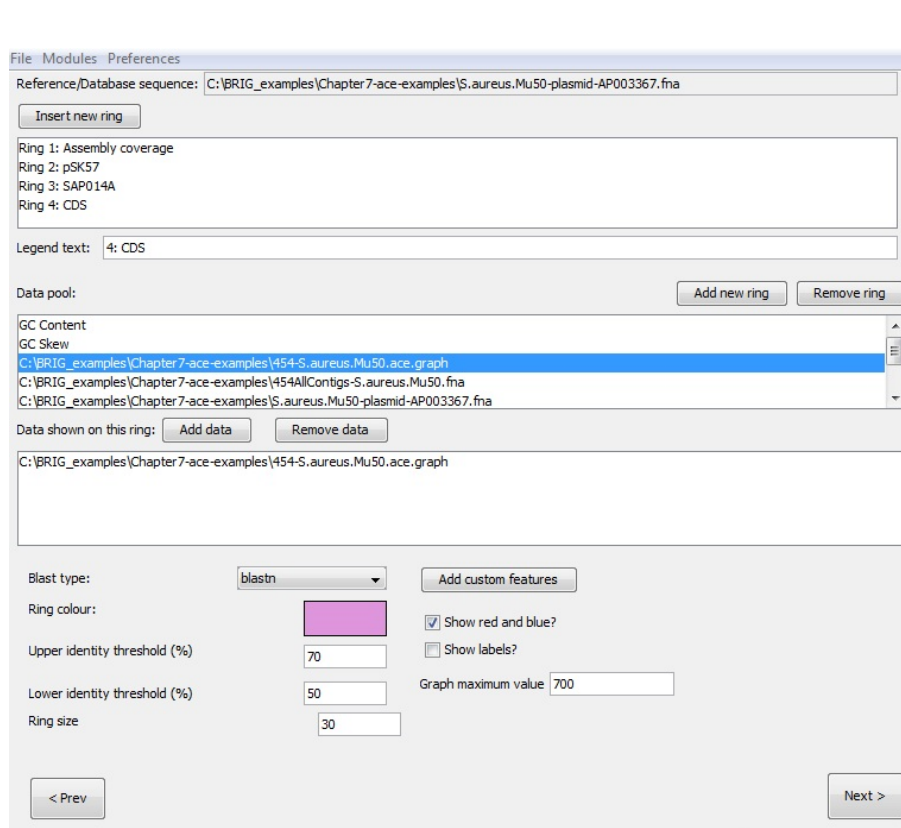 File Modules Preferences
Reference/Database sequence: C:\BRIG_examples\Chapter7-ace-examples\S.aureus.Mu50-plasmid-AP003367.fna
Insert new ring
Ring 1: Assembly coverage
Ring 2: pSK57
Ring 3: SAP014A
Ring 4: CDS
Legend text: 4: CDS
Data pool: Add new ring Remove ring
GC Content
GC Skew
C:\BRIG_examples\Chapter7-ace-examples\454-S.aureus.Mu50.ace.graph
C:\BRIG_examples\Chapter7-ace-examples\454AllContigs-S.aureus.Mu50.fna
C:\BRIG_examples\Chapter7-ace-examples\S.aureus.Mu50-plasmid-AP003367.fna
Data shown on this ring: Add data Remove data
C:\BRIG_examples\Chapter7-ace-examples\454-S.aureus.Mu50.ace.graph
Blast type: blastn Add custom features
Ring colour: Show red and blue?
Upper identity threshold (%) 70 Show labels?
Lower identity threshold (%) 50 Graph maximum value 700
Ring size 30
< Prev Next >